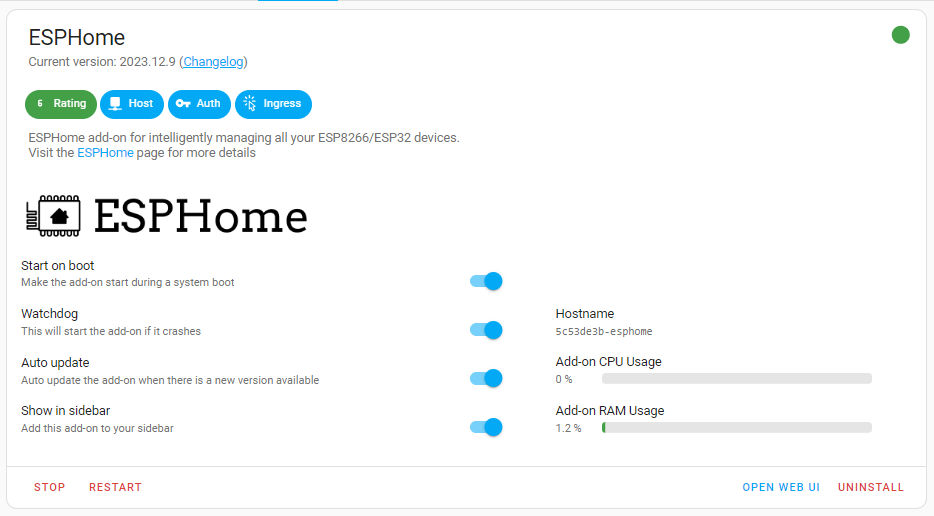 ESPHome
Current version: 2023.12.9 (Changelog)
6 Rating Host Auth Ingress
ESPHome add-on for intelligently managing all your ESP8266/ESP32 devices.
Visit the ESPHome page for more details
ESPHome
Start on boot
Make the add-on start during a system boot
Watchdog
This will start the add-on if it crashes
Hostname
5c53de3b-esphome
Auto update
Auto update the add-on when there is a new version available
Add-on CPU Usage
0 %
Show in sidebar
Add this add-on to your sidebar
Add-on RAM Usage
1.2 %
STOP RESTART OPEN WEB UI UNINSTALL